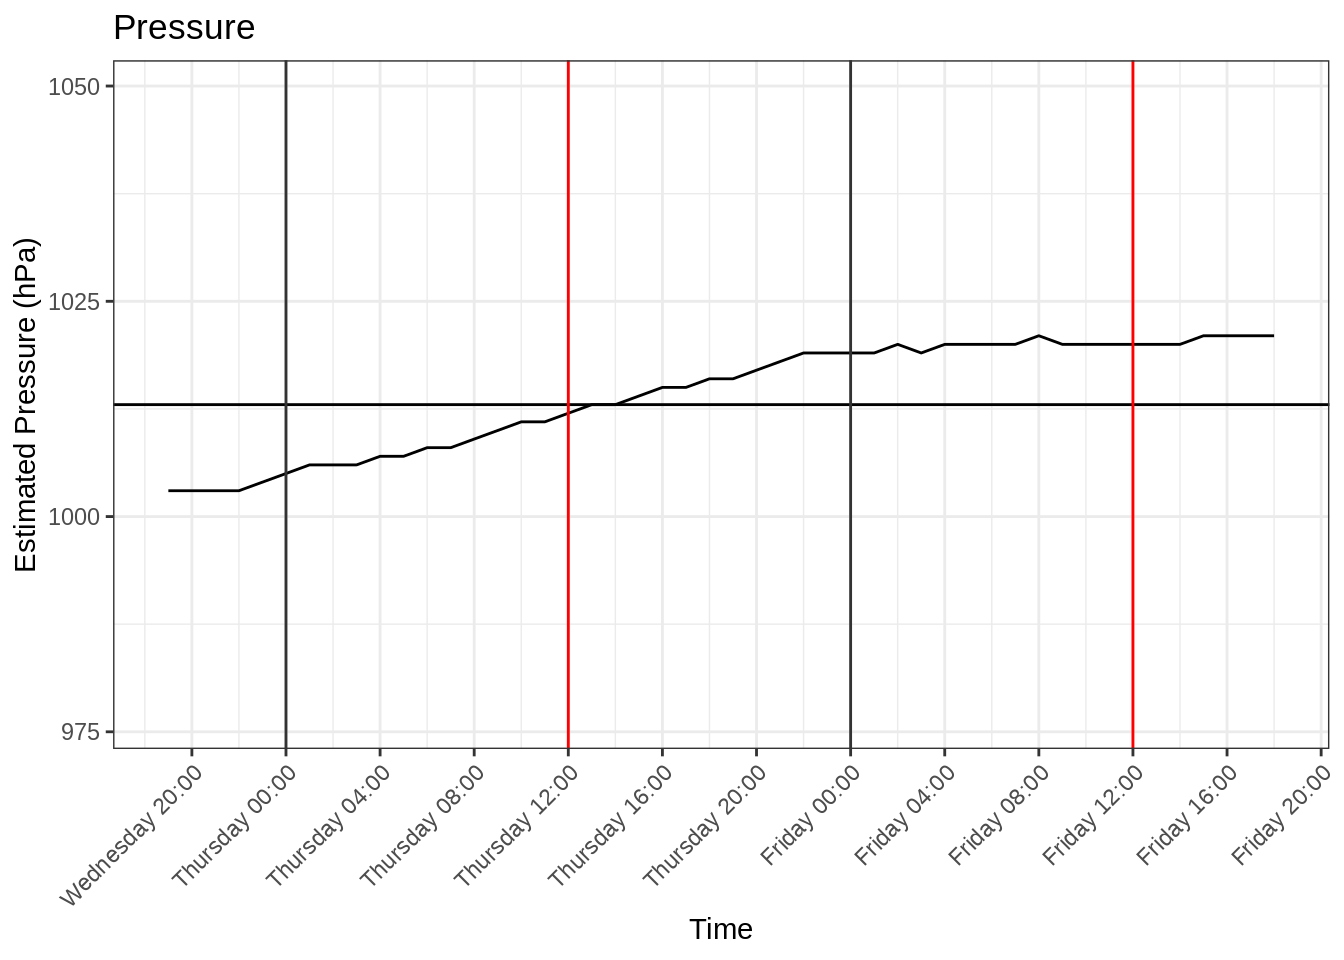 Pressure
Estimated Pressure (hPa)
1050
1025
1000
975
Wednesday 20:00
Thursday 00:00
Thursday 04:00
Thursday 08:00
Thursday 12:00
Thursday 16:00
Thursday 20:00
Friday 00:00
Friday 04:00
Friday 08:00
Friday 12:00
Friday 16:00
Friday 20:00
Time